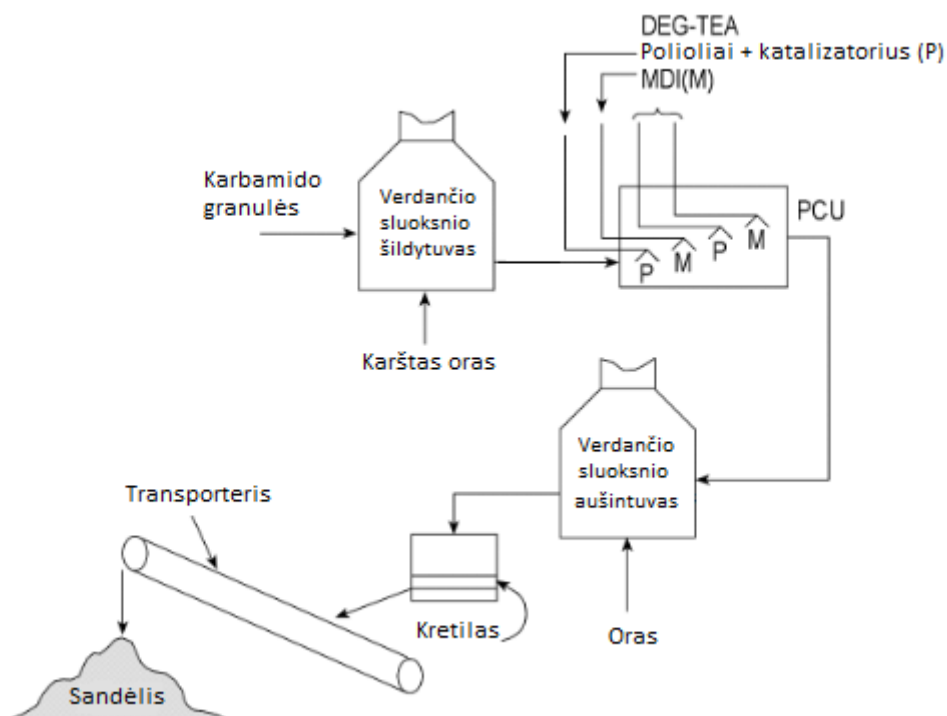 DEG-TEA
Polioliai + katalizatorius (P)
MDI(M)
Karbamido
granulės
Verdančio
sluoksnio
šildytuvas
PCU
P M P M
Karštas oras
Verdančio
sluoksnio
aušintuvas
Transporteris
Kretilas
Oras
Sandėlis